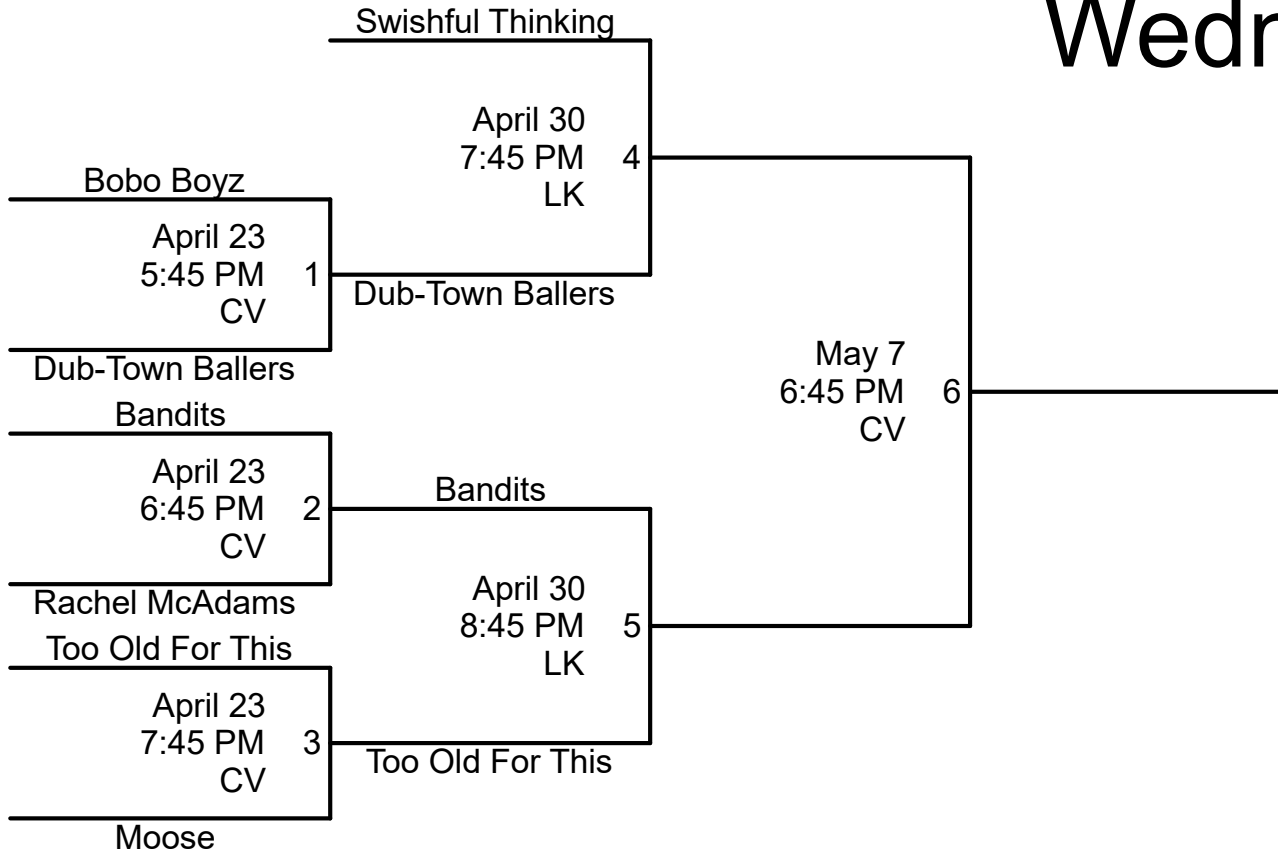 Swishful Thinking
Wedn
April 30
7:45 PM 4
LK
Bobo Boyz
April 23
5:45 PM 1
CV
Dub-Town Ballers
Dub-Town Ballers
May 7
6:45 PM 6
CV
Bandits
April 23
6:45 PM 2
CV
Bandits
Rachel McAdams
April 30
8:45 PM 5
LK
Too Old For This
April 23
7:45 PM 3
CV
Too Old For This
Moose